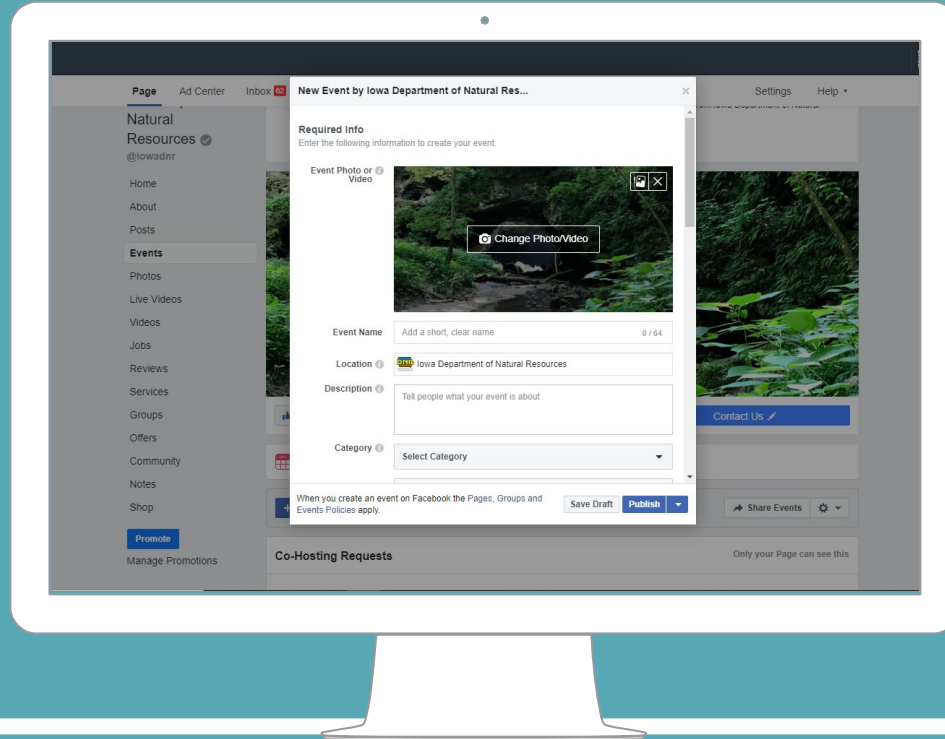 Page Ad Center Inbox 62 Settings Help
Natural
Resources
@iowadnr
Home
About
Posts
Events
Photos
Live Videos
Videos
Jobs
Reviews
Services
Groups
Offers
Community
Notes
Shop
Promote
Manage Promotions
New Event by Iowa Department of Natural Res...
Required Info
Enter the following information to create your event.
Event Photo or
Video
Change Photo/Video
Event Name Add a short, clear name 0 / 64
Location DNR Iowa Department of Natural Resources
Description Tell people what your event is about
Category Select Category
When you create an event on Facebook the Pages, Groups and
Events Policies apply.
Save Draft Publish
Contact Us
Share Events
Co-Hosting Requests Only your Page can see this